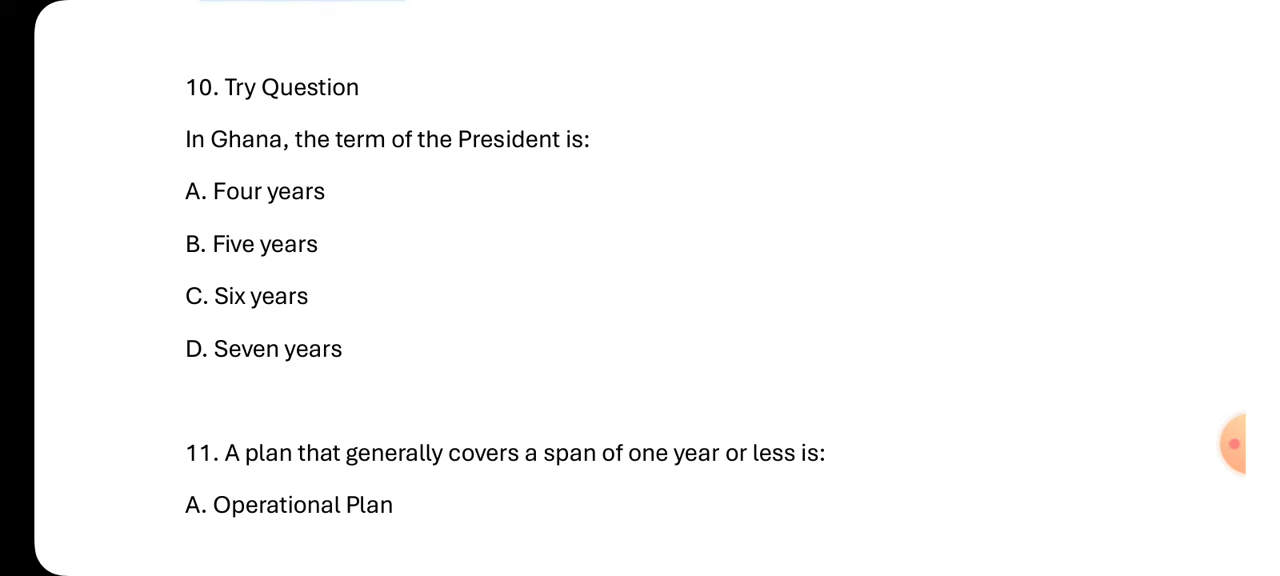 10. Try Question
In Ghana, the term of the President is:
A. Four years
B. Five years
C. Six years
D. Seven years
11. A plan that generally covers a span of one year or less is:
A. Operational Plan